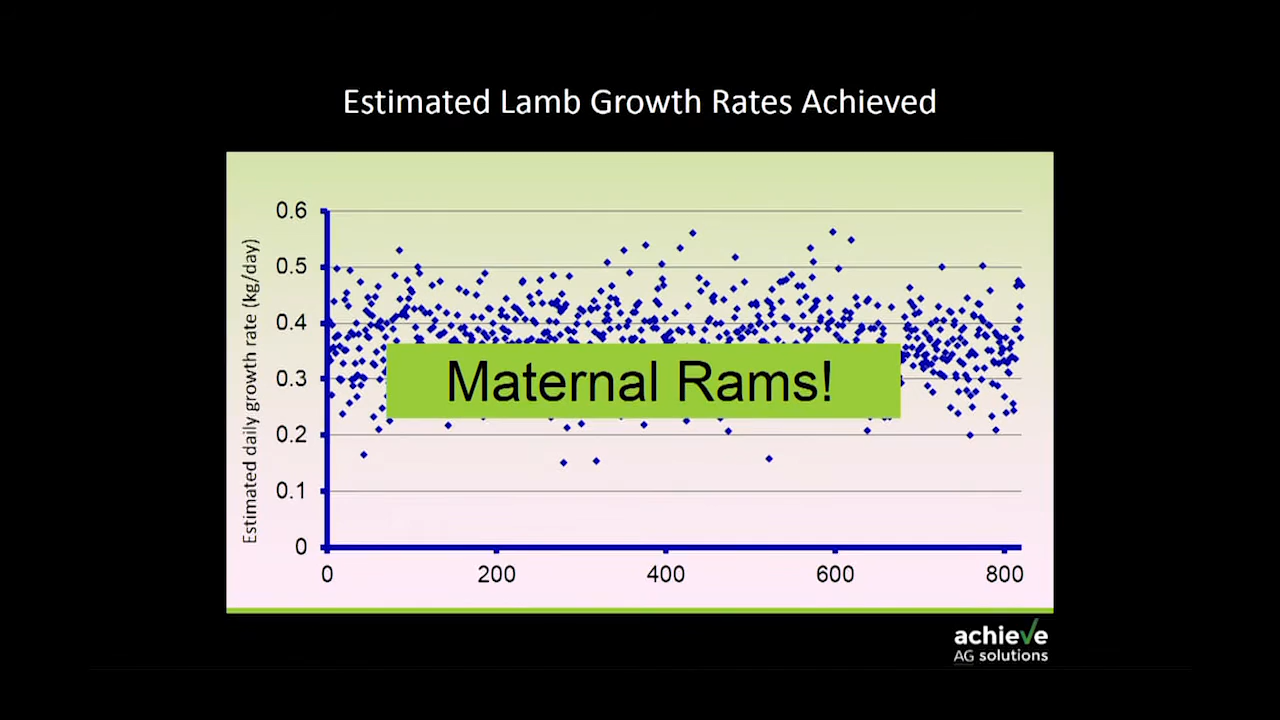 Estimated Lamb Growth Rates Achieved
Estimated daily growth rate (kg/day)
0.6
0.5
0.4
0.3
0.2
0.1
0
Maternal Rams!
0 200 400 600 800
achieve
AG solutions